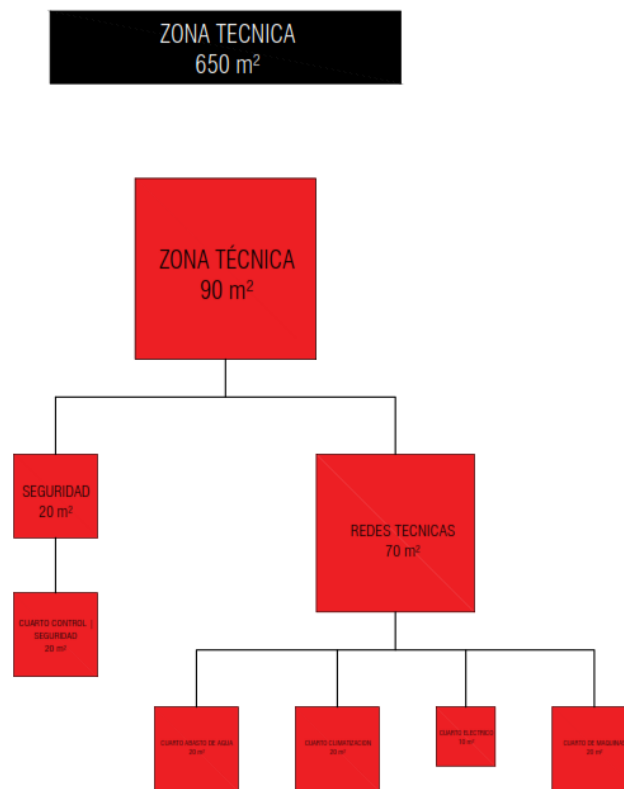 ZONA TECNICA
650 m²
ZONA TÉCNICA
90 m²
SEGURIDAD
20 m²
REDES TECNICAS
70 m²
CUARTO CONTROL |
SEGURIDAD
20 m²
CUARTO ABASTO DE AGUA
20 m²
CUARTO CLIMATIZACION
20 m²
CUARTO ELECTRICO
10 m²
CUARTO DE MAQUINAS
20 m²